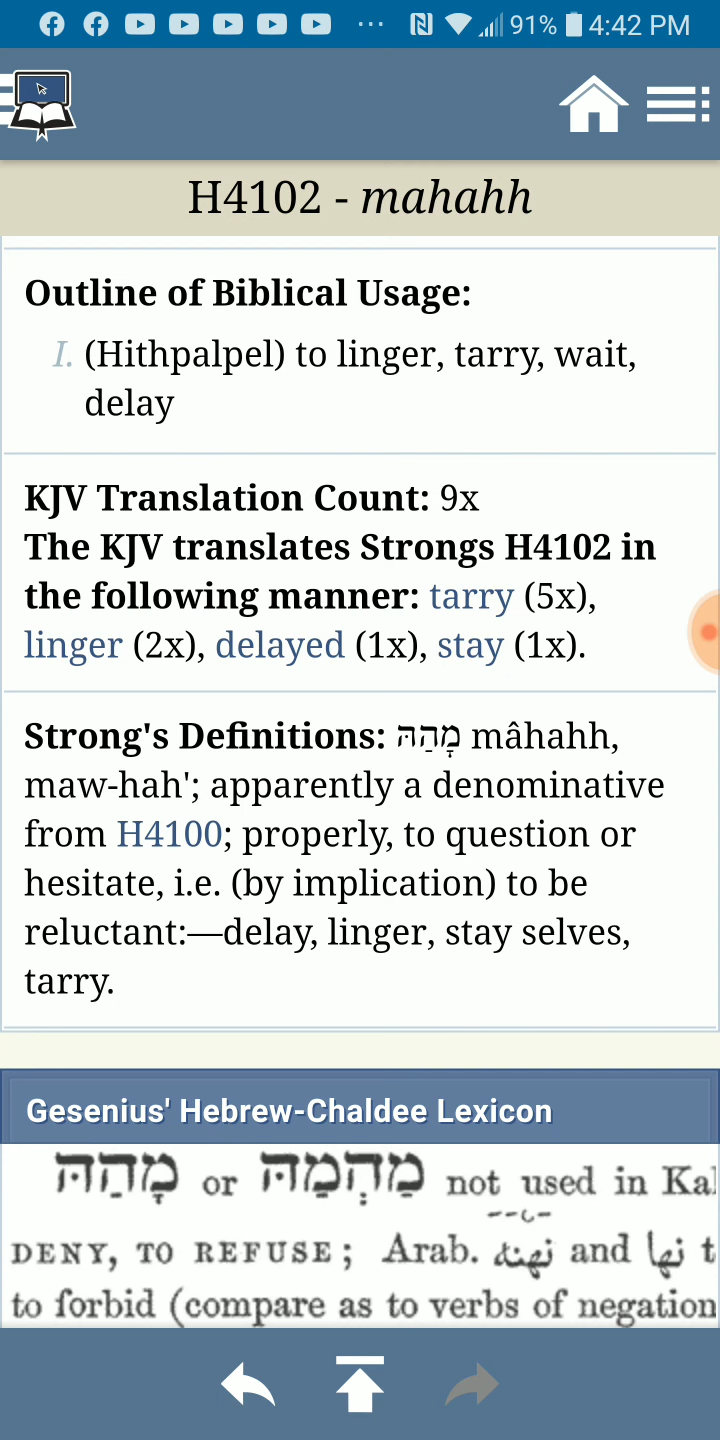 91% 4:42 PM
H4102 - mahahh
Outline of Biblical Usage:
I. (Hithpalpel) to linger, tarry, wait,
delay
KJV Translation Count: 9x
The KJV translates Strongs H4102 in
the following manner: tarry (5x),
linger (2x), delayed (1x), stay (1x).
Strong's Definitions: מָהַהּ mâhahh,
maw-hah'; apparently a denominative
from H4100; properly, to question or
hesitate, i.e. (by implication) to be
reluctant:—delay, linger, stay selves,
tarry.
Gesenius' Hebrew-Chaldee Lexicon
מָהַהּ or מַהְמַהּ not used in Kal
DENY, TO REFUSE; Arab. and نها t
to forbid (compare as to verbs of negation